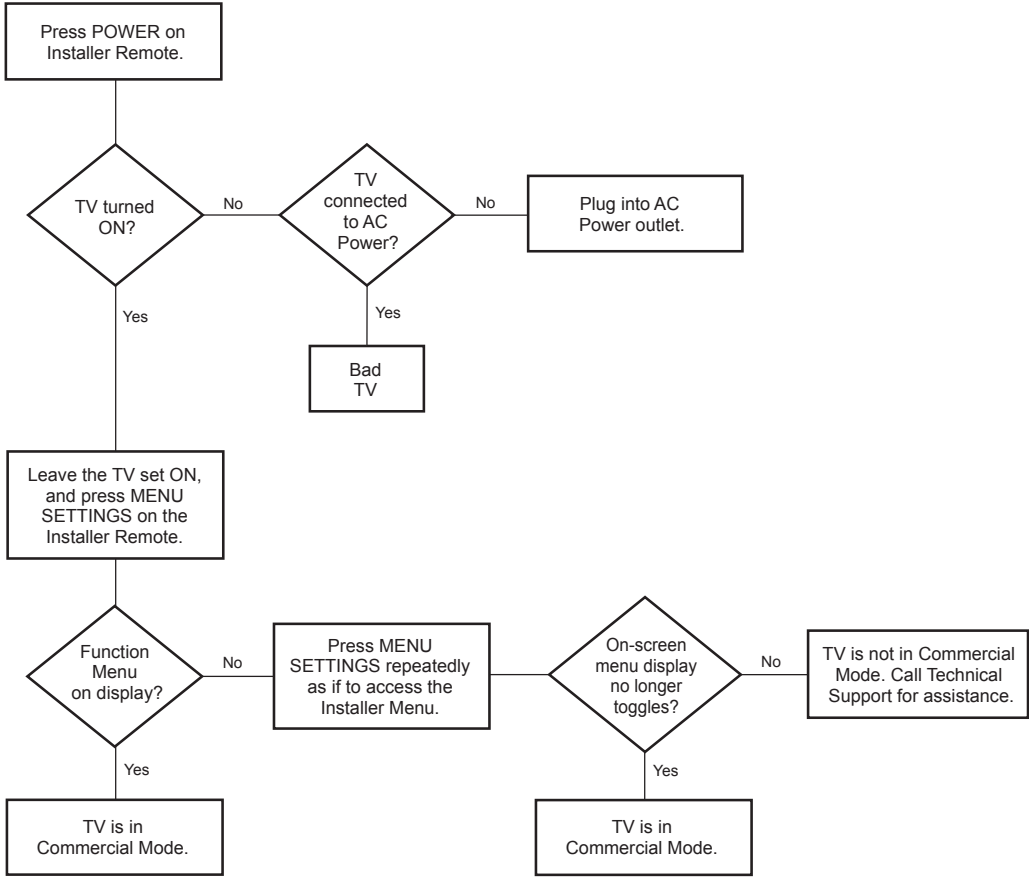 Press POWER on
Installer Remote.
TV turned
ON?
No
TV
connected
to AC
Power?
No
Plug into AC
Power outlet.
Yes
Yes
Bad
TV
Leave the TV set ON,
and press MENU
SETTINGS on the
Installer Remote.
Function
Menu
on display?
No
Press MENU
SETTINGS repeatedly
as if to access the
Installer Menu.
On-screen
menu display
no longer
toggles?
No
TV is not in Commercial
Mode. Call Technical
Support for assistance.
Yes
Yes
TV is in
Commercial Mode.
TV is in
Commercial Mode.